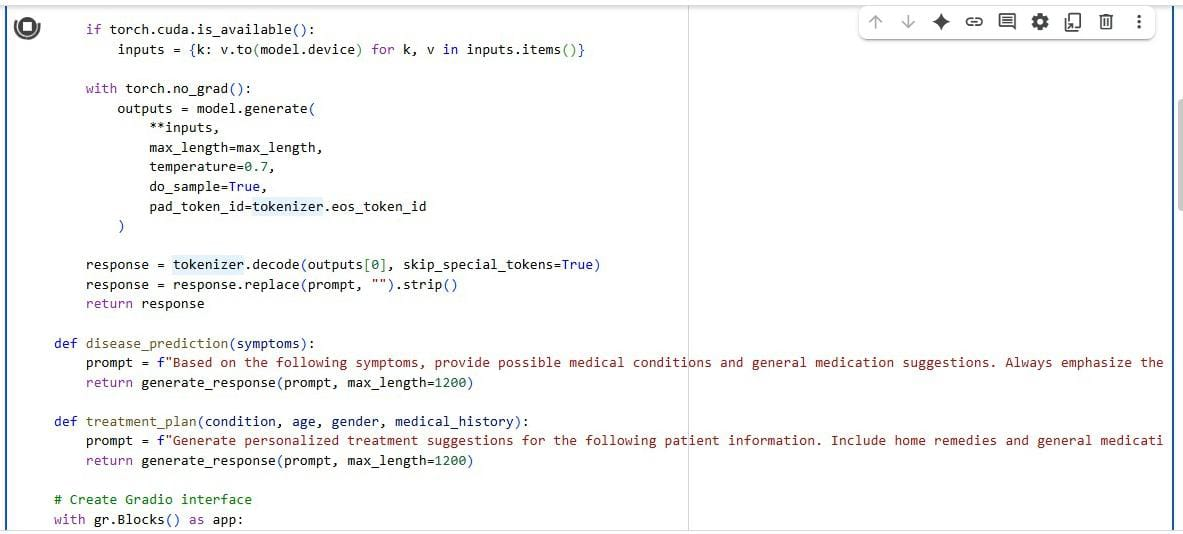 if torch.cuda.is_available():
inputs = {k: v.to(model.device) for k, v in inputs.items()}
with torch.no_grad():
outputs = model.generate(
**inputs,
max_length=max_length,
temperature=0.7,
do_sample=True,
pad_token_id=tokenizer.eos_token_id
)
response = tokenizer.decode(outputs[0], skip_special_tokens=True)
response = response.replace(prompt, "").strip()
return response
def disease_prediction(symptoms):
prompt = f"Based on the following symptoms, provide possible medical conditions and general medication suggestions. Always emphasize the
return generate_response(prompt, max_length=1200)
def treatment_plan(condition, age, gender, medical_history):
prompt = f"Generate personalized treatment suggestions for the following patient information. Include home remedies and general medicati
return generate_response(prompt, max_length=1200)
# Create Gradio interface
with gr.Blocks() as app: